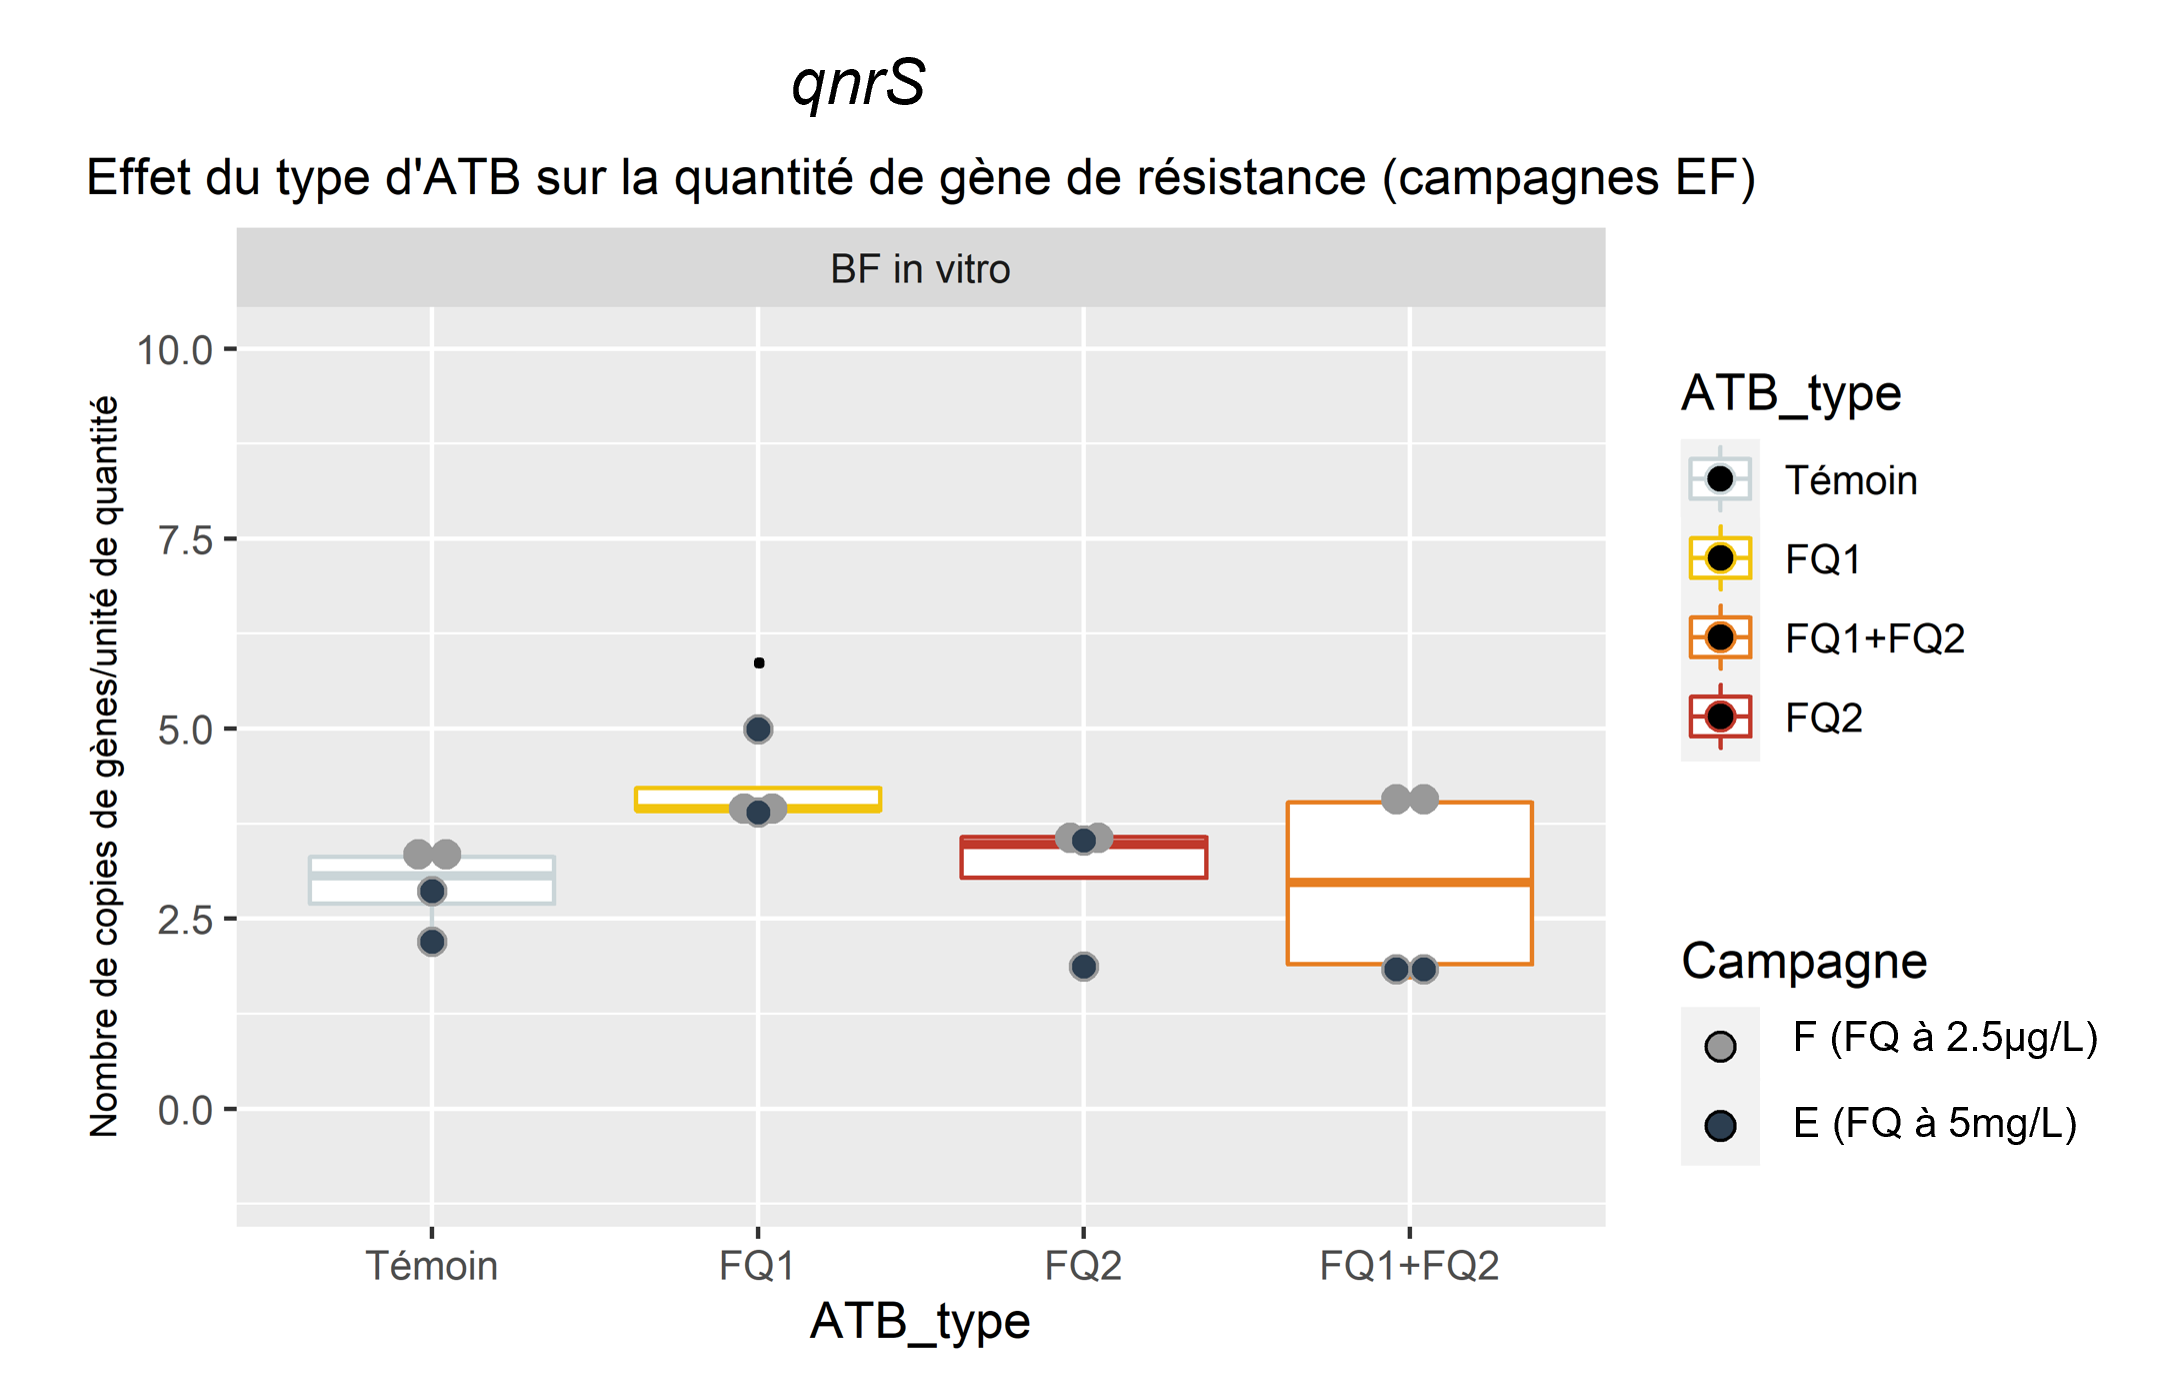 qnrS
Effet du type d'ATB sur la quantité de gène de résistance (campagnes EF)
BF in vitro
Nombre de copies de gènes/unité de quantité
10.0
7.5
5.0
2.5
0.0
Témoin
FQ1
FQ2
FQ1+FQ2
ATB_type
ATB_type
Témoin
FQ1
FQ1+FQ2
FQ2
Campagne
F (FQ à 2.5µg/L)
E (FQ à 5mg/L)